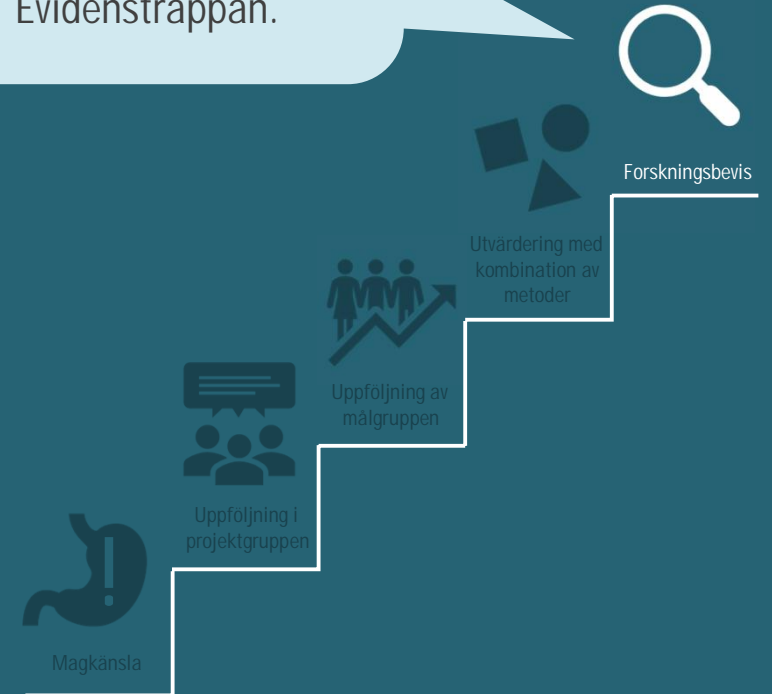 Evidenstrappan.
Forskningsbevis
Utvärdering med
kombination av
metoder
Uppföljning av
målgruppen
Uppföljning i
projektgruppen
Magkänsla